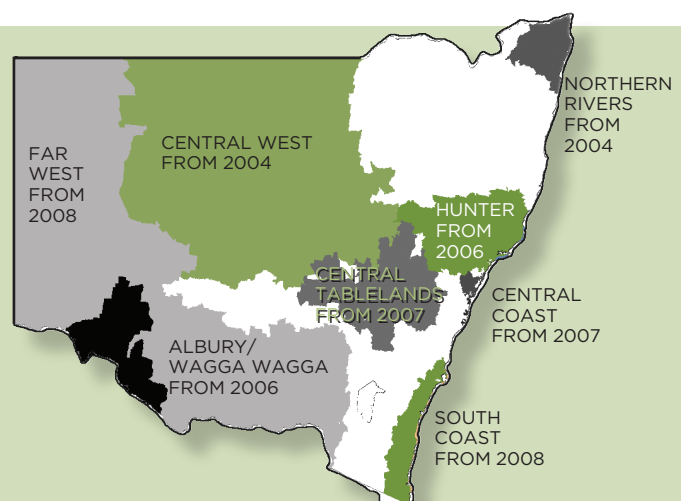 NORTHERN
RIVERS
FROM
2004
CENTRAL WEST
FROM 2004
FAR
WEST
FROM
2008
HUNTER
FROM
2006
CENTRAL
TABLELANDS
FROM 2007
CENTRAL
COAST
FROM 2007
ALBURY/
WAGGA WAGGA
FROM 2006
SOUTH
COAST
FROM 2008